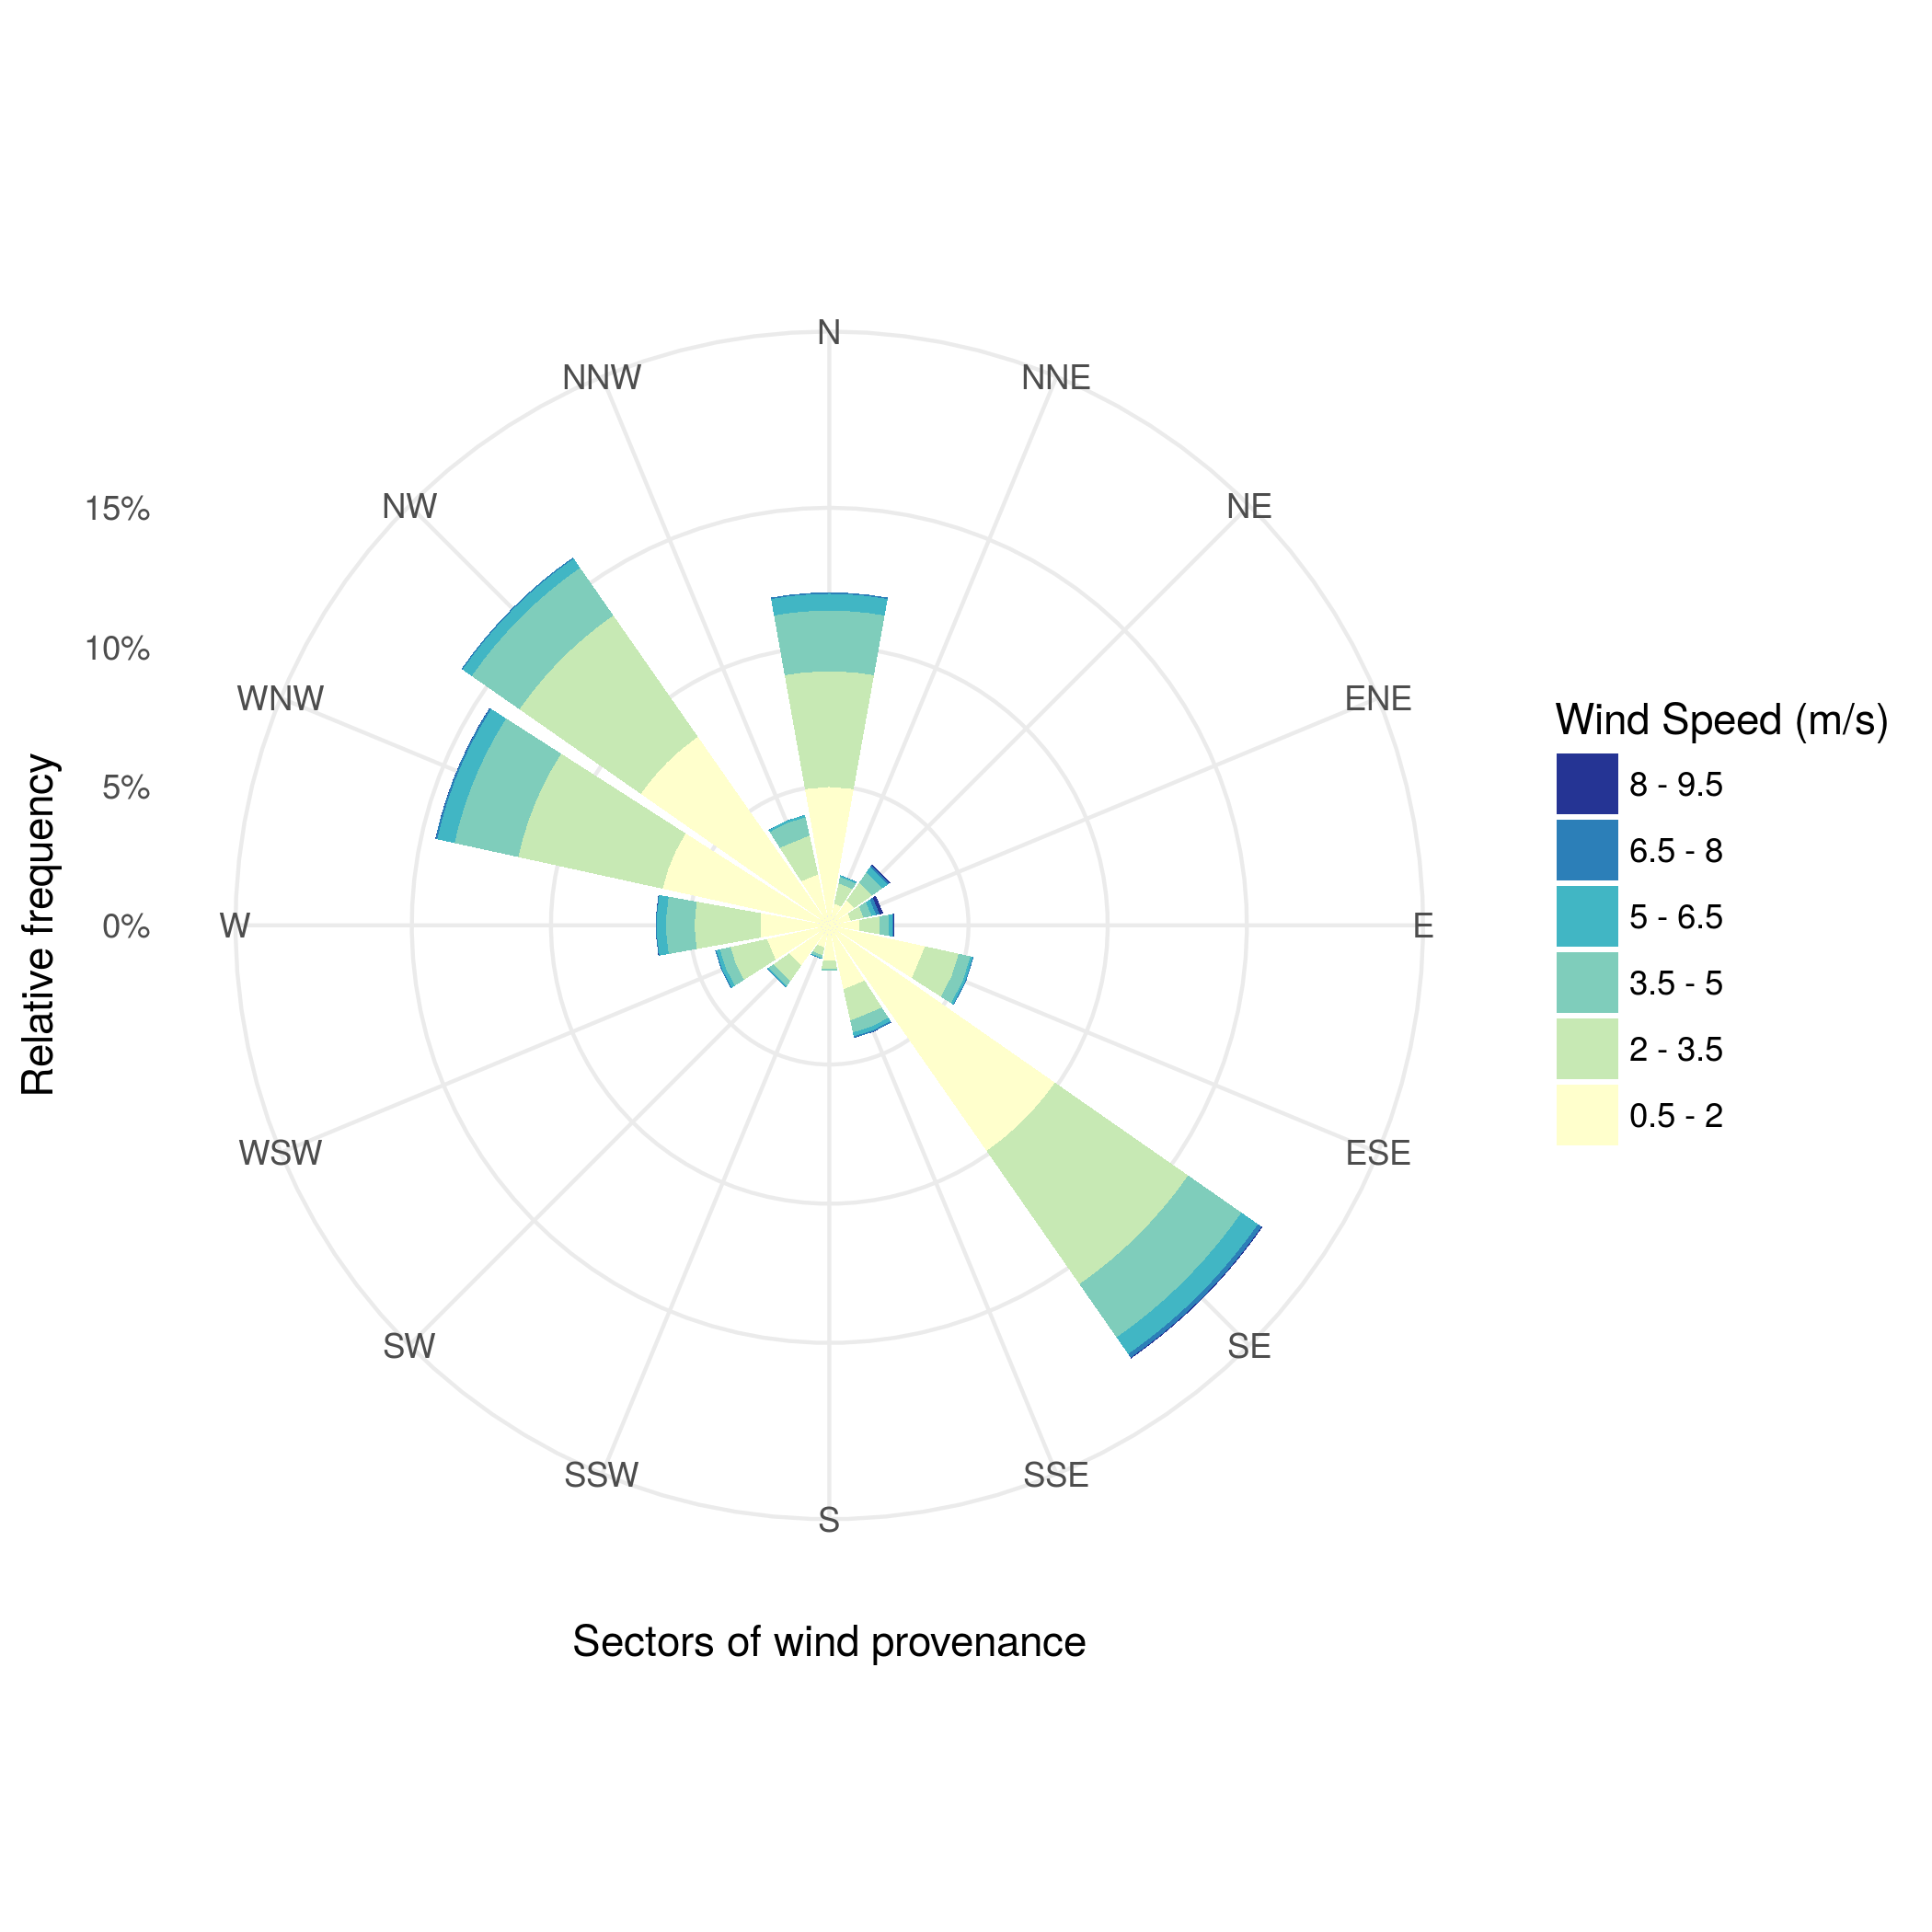 N
NNW
NNE
NW
NE
15%
10%
WNW
ENE
5%
0%
W
E
WSW
ESE
SW
SE
SSW
SSE
S
Relative frequency
Sectors of wind provenance
Wind Speed (m/s)
8 - 9.5
6.5 - 8
5 - 6.5
3.5 - 5
2 - 3.5
0.5 - 2